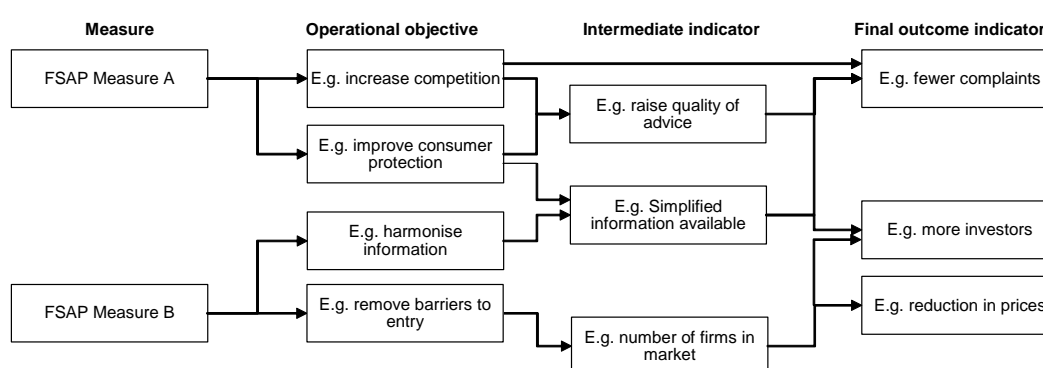 Measure
Operational objective
Intermediate indicator
Final outcome indicator
FSAP Measure A
E.g. increase competition
E.g. fewer complaints
E.g. raise quality of
advice
E.g. improve consumer
protection
E.g. Simplified
information available
E.g. harmonise
information
E.g. more investors
FSAP Measure B
E.g. remove barriers to
entry
E.g. reduction in prices
E.g. number of firms in
market